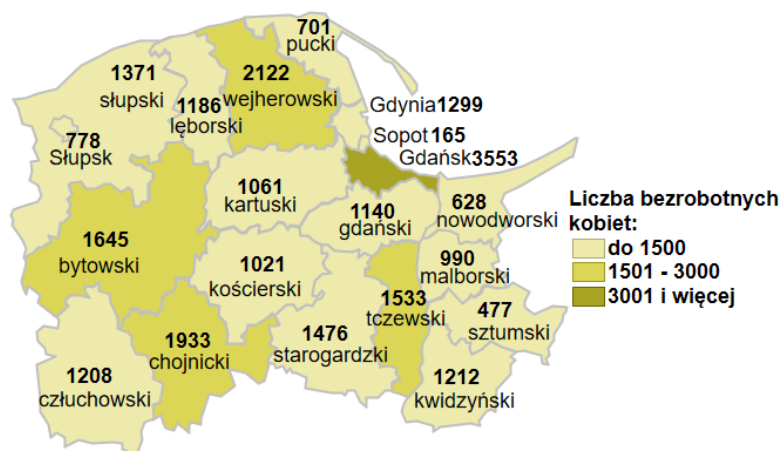 701
pucki
1371
słupski
2122
wejherowski
1186
lęborski
Gdynia1299
Sopot165
Gdańsk3553
778
Słupsk
1061
kartuski
1140
gdański
628
nowodworski
1645
bytowski
1021
kościerski
990
malborski
1533
tczewski
477
sztumski
1933
chojnicki
1476
starogardzki
1208
człuchowski
1212
kwidzyński
Liczba bezrobotnych
kobiet:
do 1500
1501 - 3000
3001 i więcej